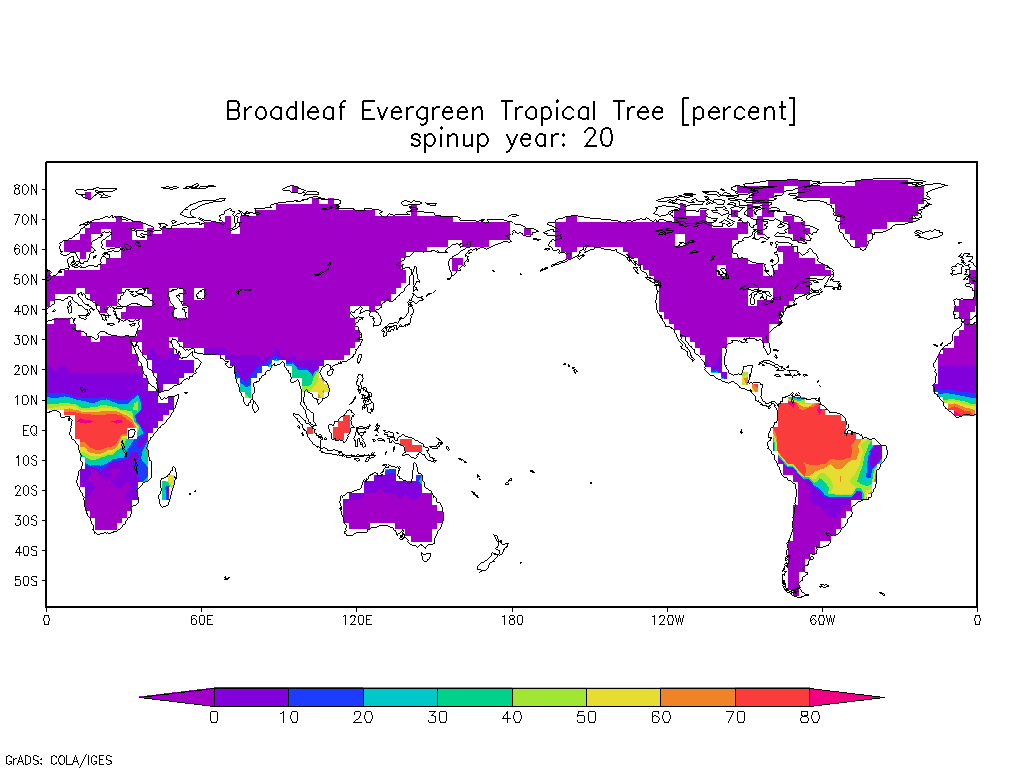 Broadleaf Evergreen Tropical Tree [percent]
spinup year: 20
80N
70N
60N
50N
40N
30N
20N
10N
EQ
10S
20S
30S
40S
50S
0 60E 120E 180 120W 60W 0
0 10 20 30 40 50 60 70 80
GrADS: COLA/IGES